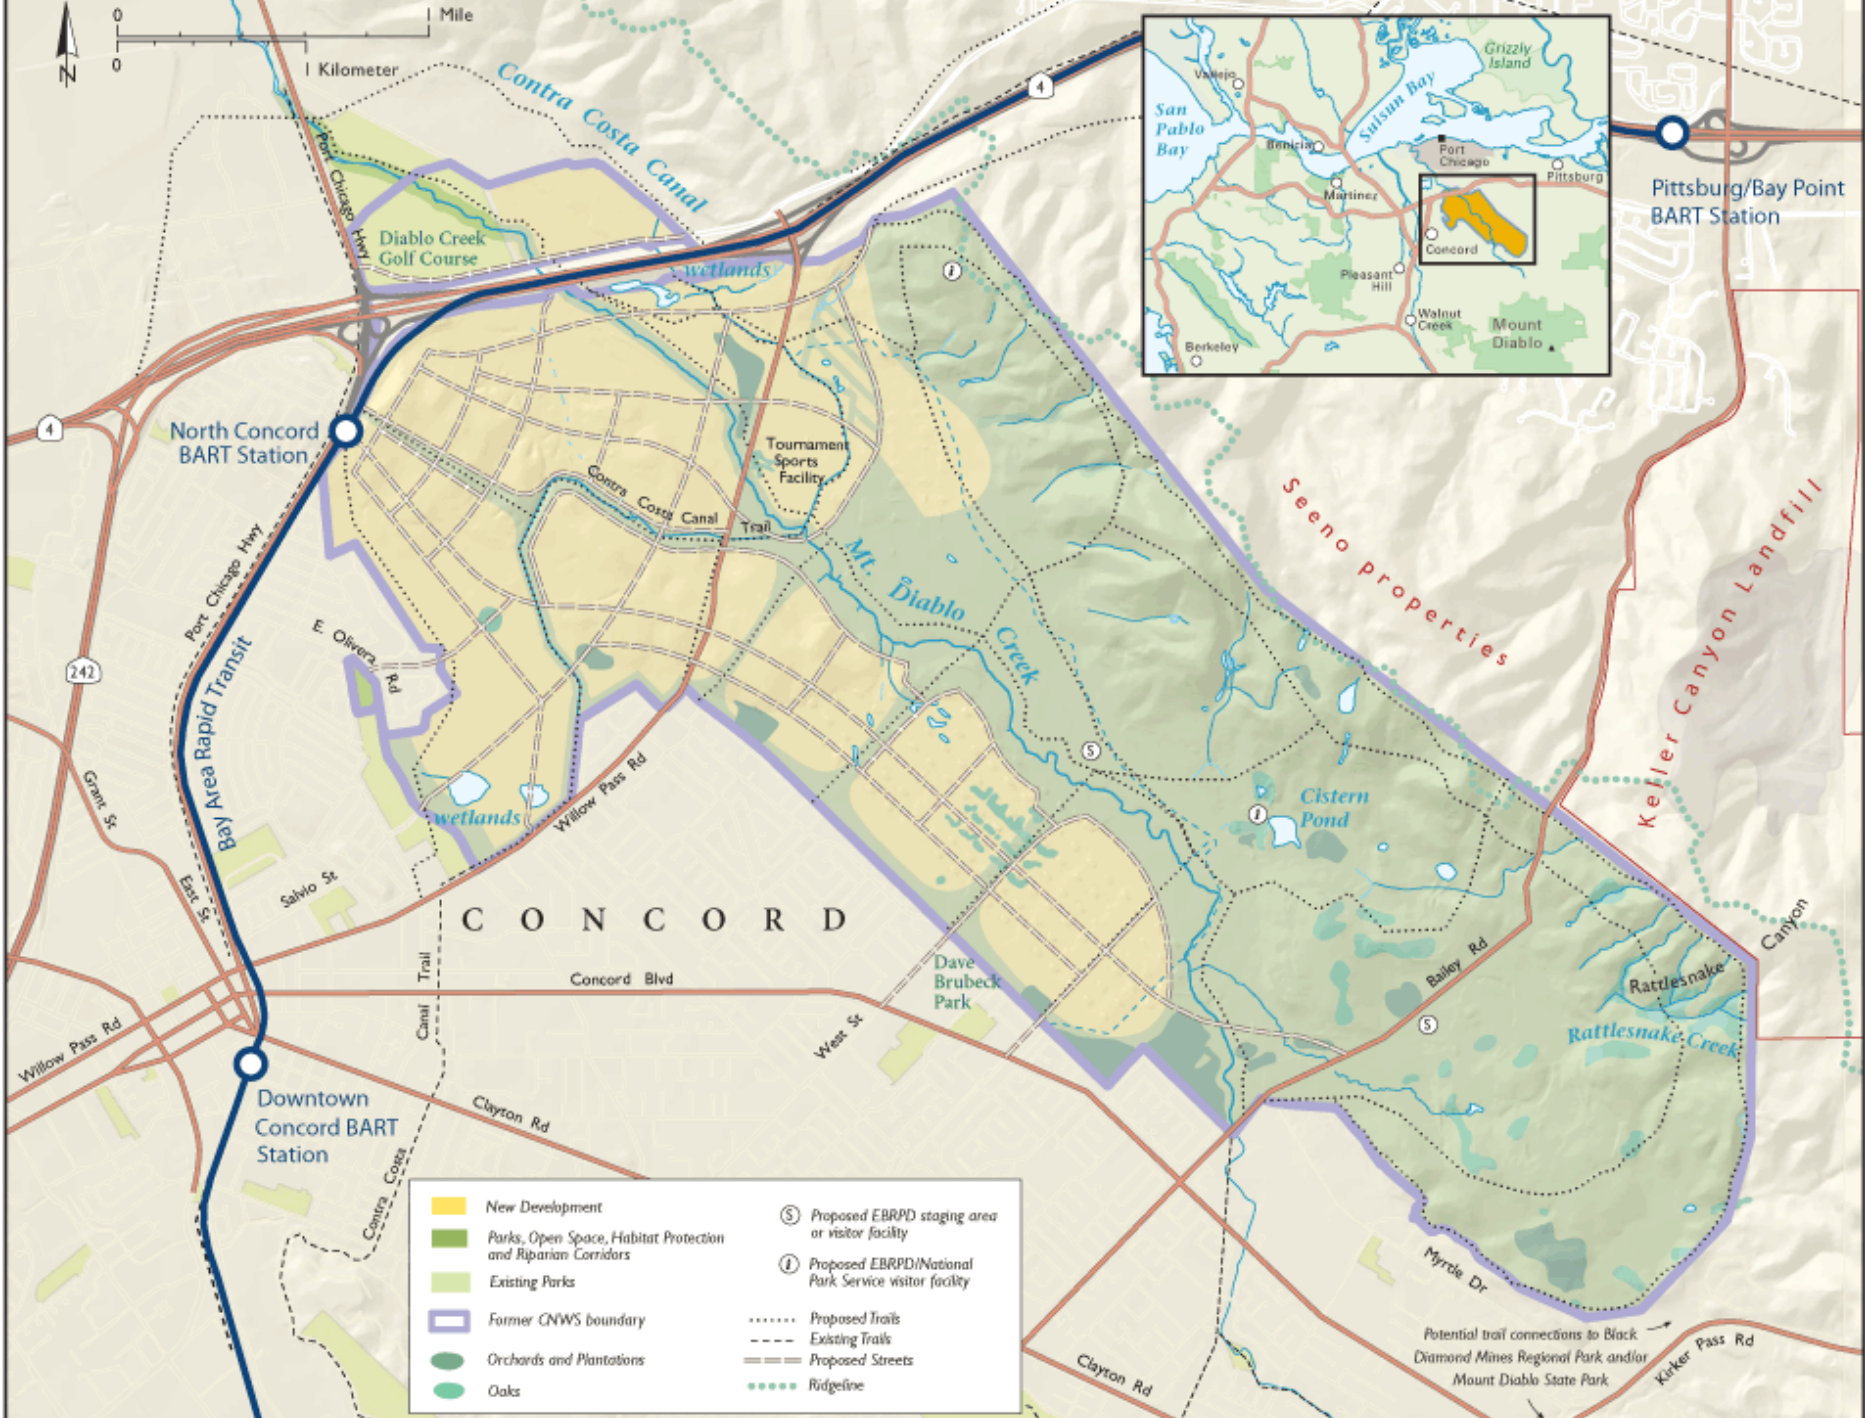 0
Mile
0
Kilometer
N
Contra Costa Canal
4
Port Chicago Hwy
Diablo Creek
Golf Course
wetlands
i
Vallejo
San
Pablo
Bay
Benicia
Suisun Bay
Grizzly
Island
Port
Chicago
Pittsburg
Martinez
Concord
Pleasant
Hill
Walnut
Creek
Mount
Diablo
Berkeley
Pittsburg/Bay Point
BART Station
4
North Concord
BART Station
Tournament
Sports
Facility
Contra Costa Canal Trail
Mt. Diablo Creek
Seeno properties
Keller Canyon Landfill
Port Chicago Hwy
E Olivera Rd
242
Bay Area Rapid Transit
Grant St
East St
Salvio St
wetlands
Willow Pass Rd
S
i
Cistern
Pond
CONCORD
Concord Blvd
Canal Trail
Dave
Brubeck
Park
West St
Bailey Rd
S
Rattlesnake
Canyon
Rattlesnake Creek
Willow Pass Rd
Downtown
Concord BART
Station
Clayton Rd
Contra Costa
New Development
Parks, Open Space, Habitat Protection
and Riparian Corridors
Existing Parks
Former CNWS boundary
Orchards and Plantations
Oaks
S
Proposed EBRPD staging area
or visitor facility
i
Proposed EBRPD/National
Park Service visitor facility
Proposed Trails
Existing Trails
Proposed Streets
Ridgeline
Myrtle Dr
Potential trail connections to Black
Diamond Mines Regional Park and/or
Mount Diablo State Park
Kirker Pass Rd
Clayton Rd